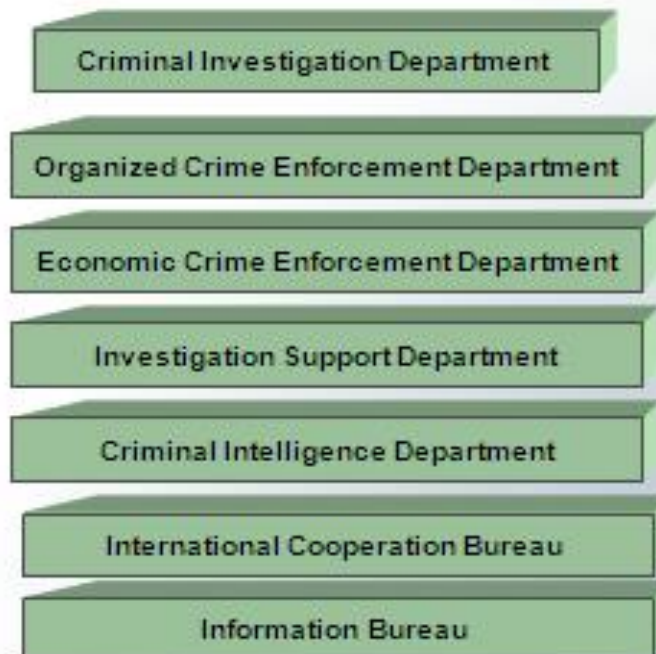 Criminal Investigation Department
Organized Crime Enforcement Department
Economic Crime Enforcement Department
Investigation Support Department
Criminal Intelligence Department
International Cooperation Bureau
Information Bureau